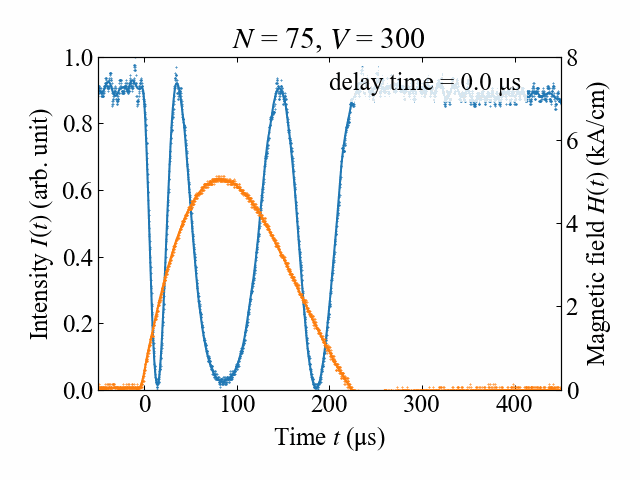 N = 75, V = 300
delay time = 0.0 μs
Intensity I(t) (arb. unit)
1.0
0.8
0.6
0.4
0.2
0.0
8
6
4
2
0
Magnetic field H(t) (kA/cm)
0 100 200 300 400
Time t (μs)